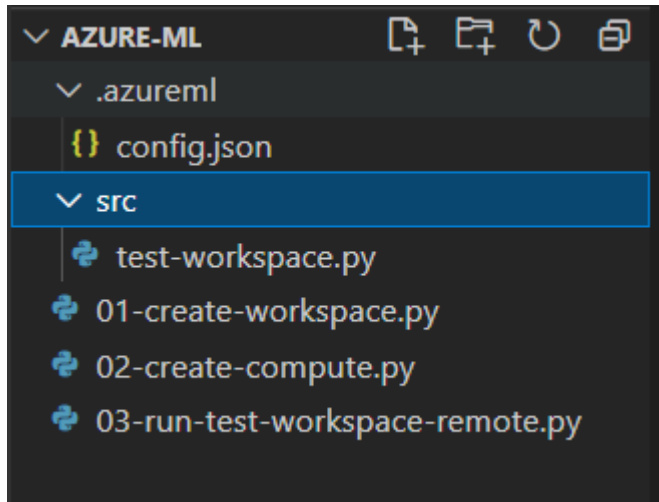 AZURE-ML
.azureml
{} config.json
src
test-workspace.py
01-create-workspace.py
02-create-compute.py
03-run-test-workspace-remote.py